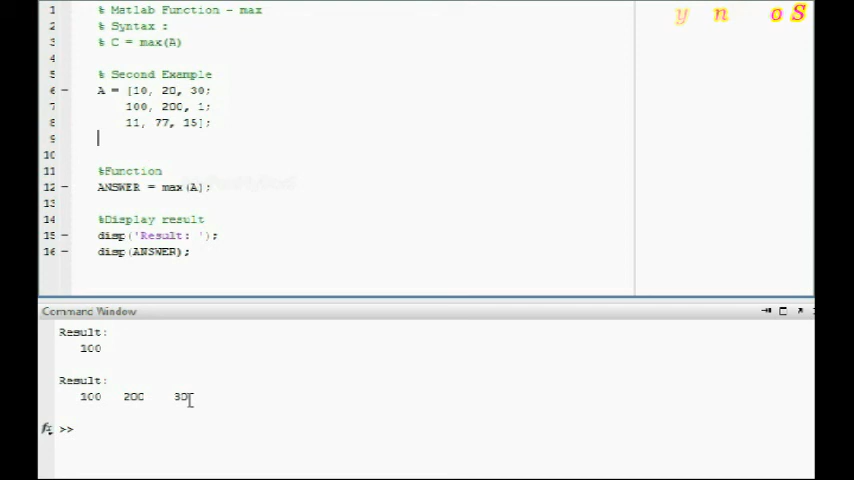 y n o S
1 % Matlab Function - max
2 % Syntax :
3 % C = max(A)
4
5 % Second Example
6 - A = [10, 20, 30;
7 100, 200, 1;
8 11, 77, 15];
9
10
11 %Function
12 - ANSWER = max(A);
13
14 %Display result
15 - disp('Result: ');
16 - disp(ANSWER);
Command Window
Result:
100
Result:
100 200 30
fx >>